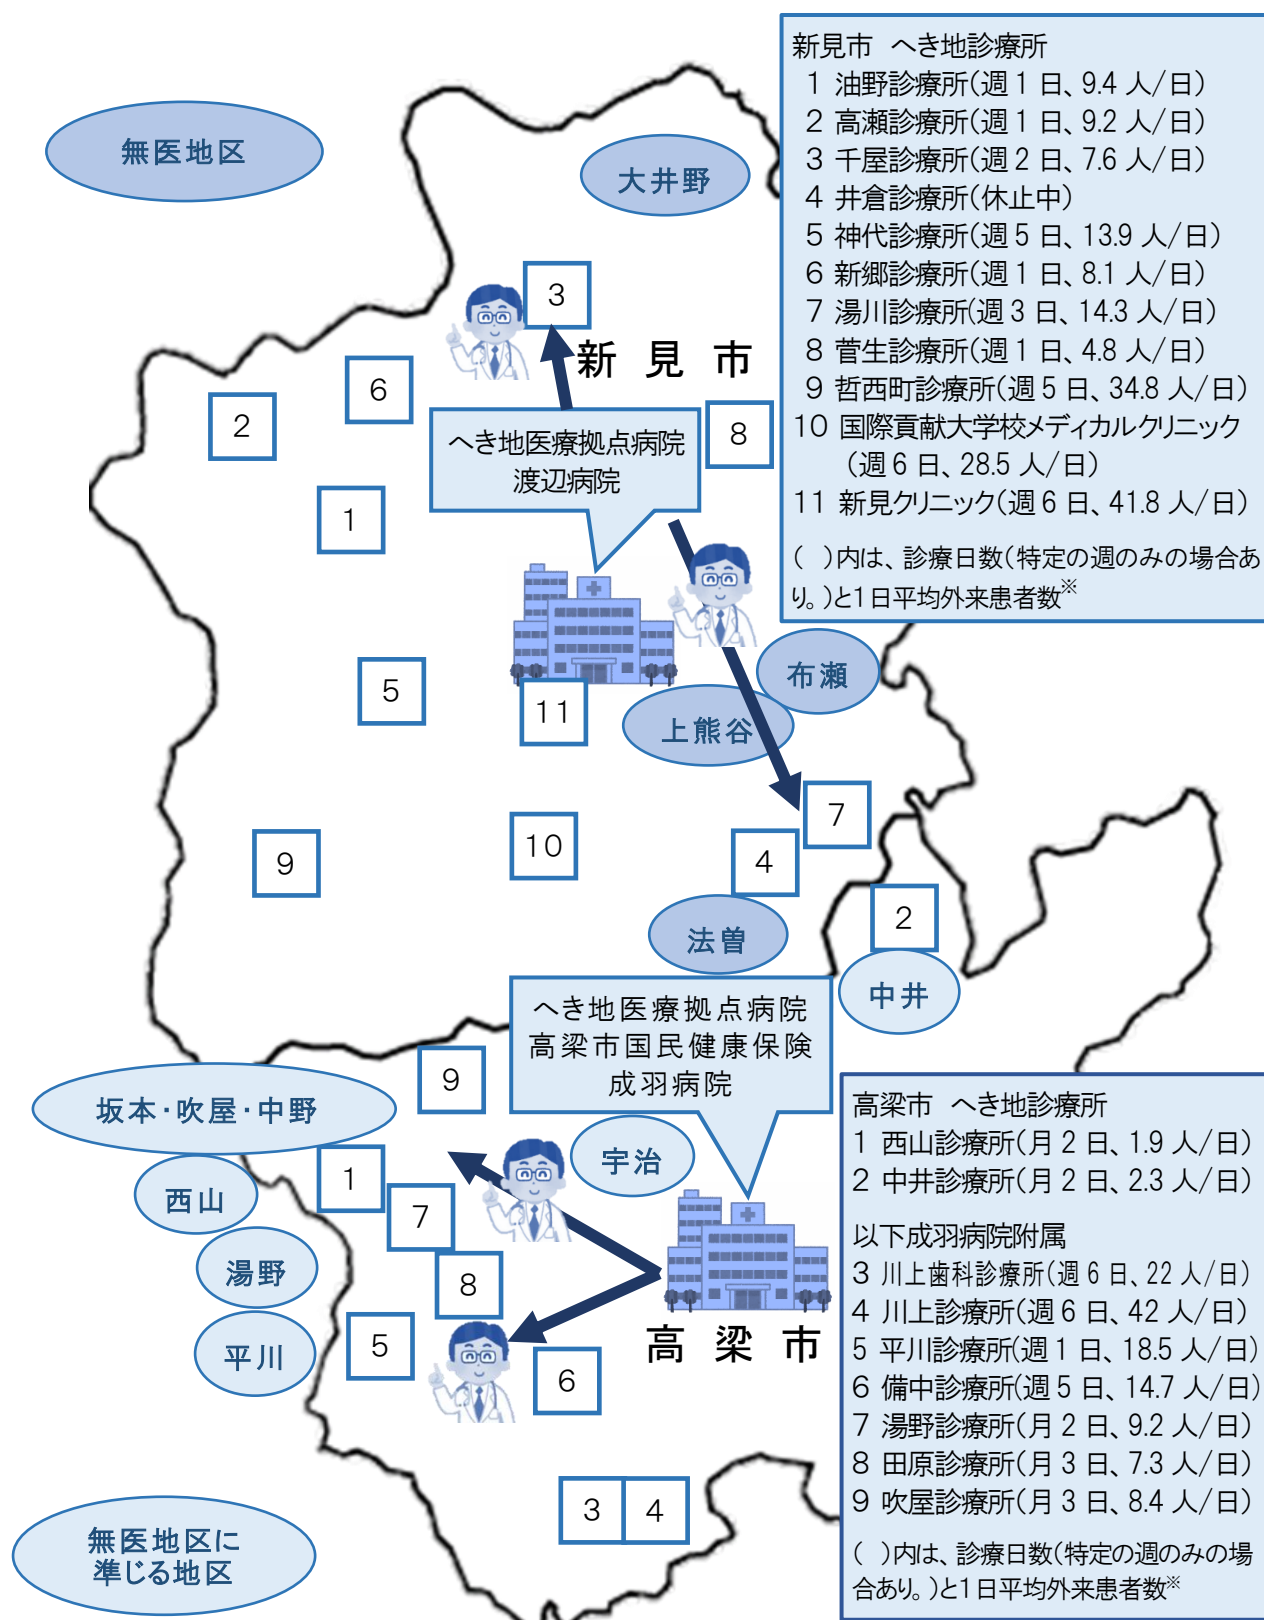 新見市 へき地診療所
1 油野診療所(週1日、9.4人/日)
2 高瀬診療所(週1日、9.2人/日)
3 千屋診療所(週2日、7.6人/日)
4 井倉診療所(休止中)
5 神代診療所(週5日、13.9人/日)
6 新郷診療所(週1日、8.1人/日)
7 湯川診療所(週3日、14.3人/日)
8 菅生診療所(週1日、4.8人/日)
9 哲西町診療所(週5日、34.8人/日)
10 国際貢献大学校メディカルクリニック
(週6日、28.5人/日)
11 新見クリニック(週6日、41.8人/日)
( )内は、診療日数(特定の週のみの場合あ
り。)と1日平均外来患者数※
無医地区
大井野
3
新見市
6
2
8
へき地医療拠点病院
渡辺病院
1
布瀬
5
11
上熊谷
7
10
4
9
2
法曽
中井
へき地医療拠点病院
高梁市国民健康保険
成羽病院
9
坂本・吹屋・中野
宇治
1
西山
7
湯野
8
平川
5
高梁市
6
3
4
無医地区に
準じる地区
高梁市 へき地診療所
1 西山診療所(月2日、1.9人/日)
2 中井診療所(月2日、2.3人/日)
以下成羽病院附属
3 川上歯科診療所(週6日、22人/日)
4 川上診療所(週6日、42人/日)
5 平川診療所(週1日、18.5人/日)
6 備中診療所(週5日、14.7人/日)
7 湯野診療所(月2日、9.2人/日)
8 田原診療所(月3日、7.3人/日)
9 吹屋診療所(月3日、8.4人/日)
( )内は、診療日数(特定の週のみの場
合あり。)と1日平均外来患者数※